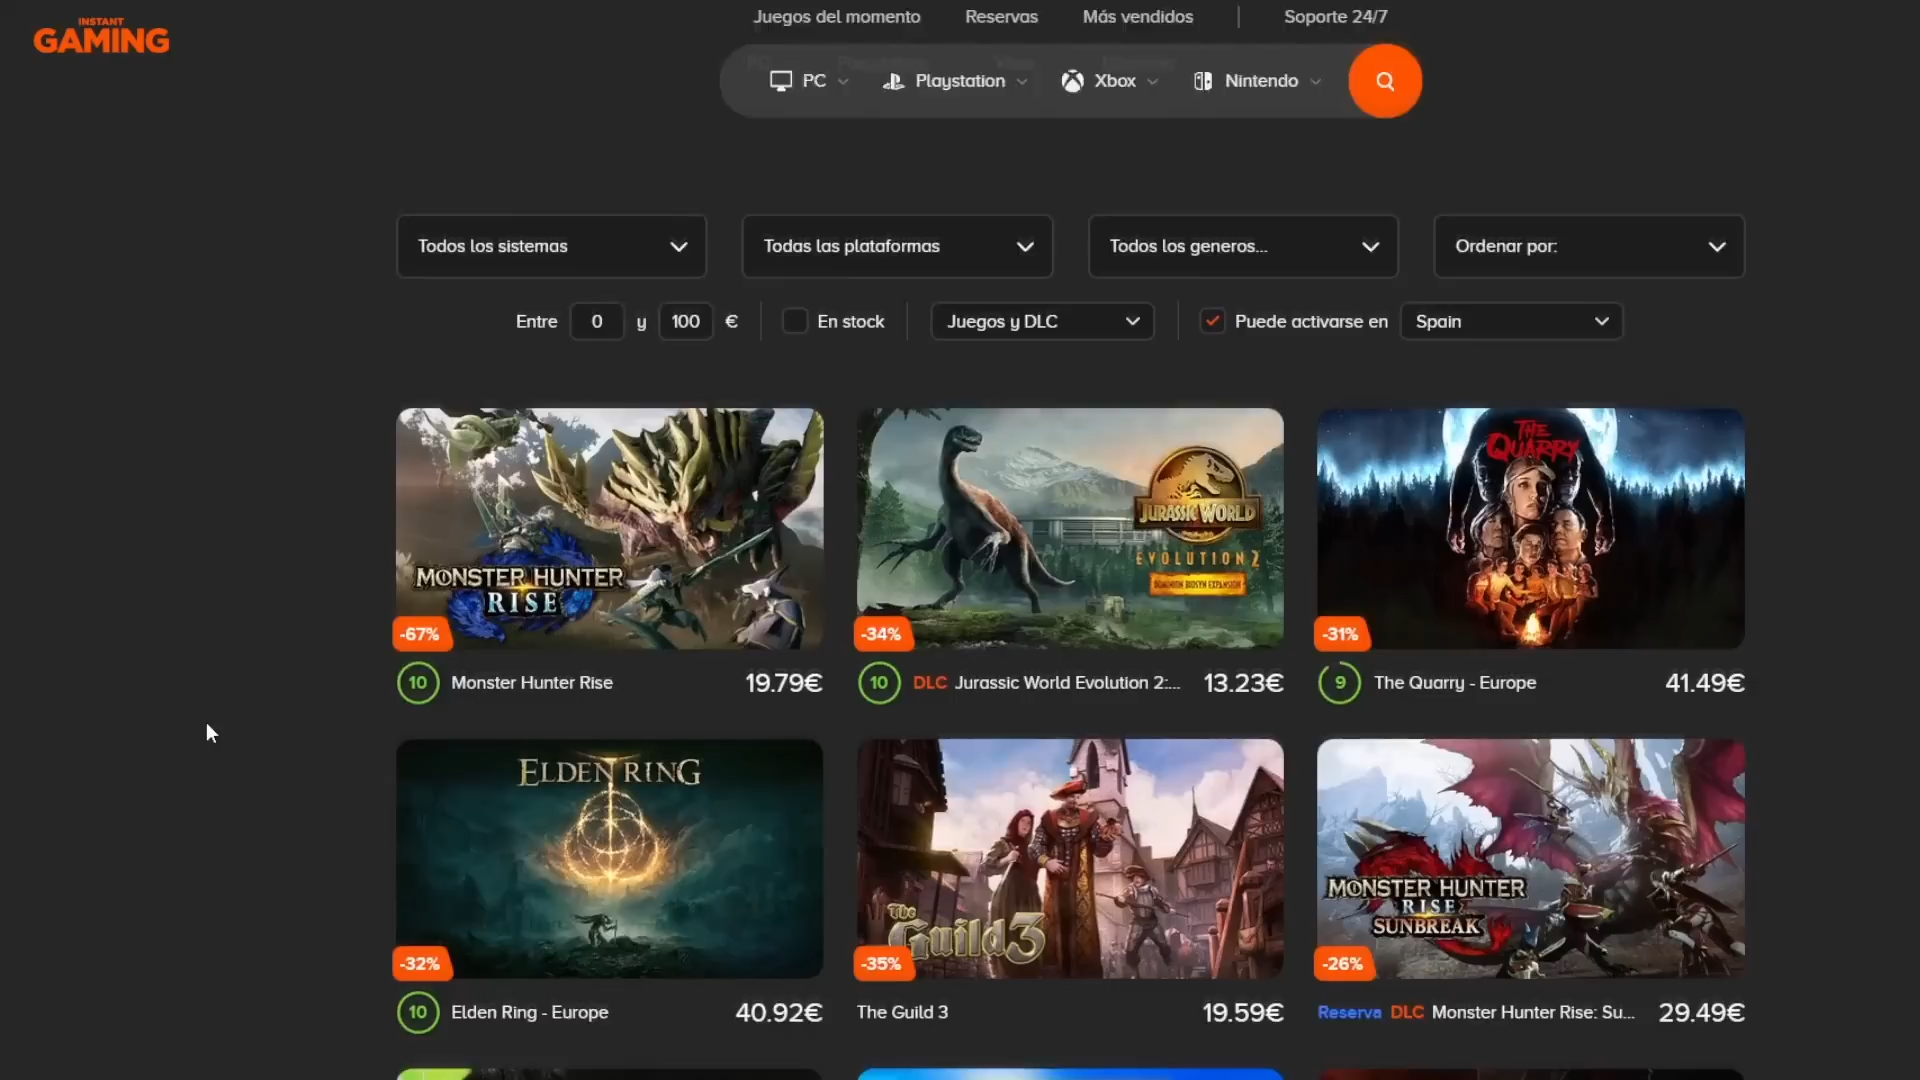 INSTANT
GAMING
Juegos del momento
Reservas
Más vendidos
Soporte 24/7
PC
Playstation
Xbox
Nintendo
Todos los sistemas
Todas las plataformas
Todos los generos...
Ordenar por:
Entre 0 y 100 €
En stock
Juegos y DLC
Puede activarse en
Spain
MONSTER HUNTER
RISE
-67%
10 Monster Hunter Rise 19.79€
JURASSIC WORLD
EVOLUTION 2
DOMINION BIOSYN EXPANSION
-34%
10 DLC Jurassic World Evolution 2:... 13.23€
THE
QUARRY
-31%
9 The Quarry - Europe 41.49€
ELDEN RING
-32%
10 Elden Ring - Europe 40.92€
The
Guild 3
-35%
The Guild 3 19.59€
MONSTER HUNTER
RISE
SUNBREAK
-26%
Reserva DLC Monster Hunter Rise: Su... 29.49€